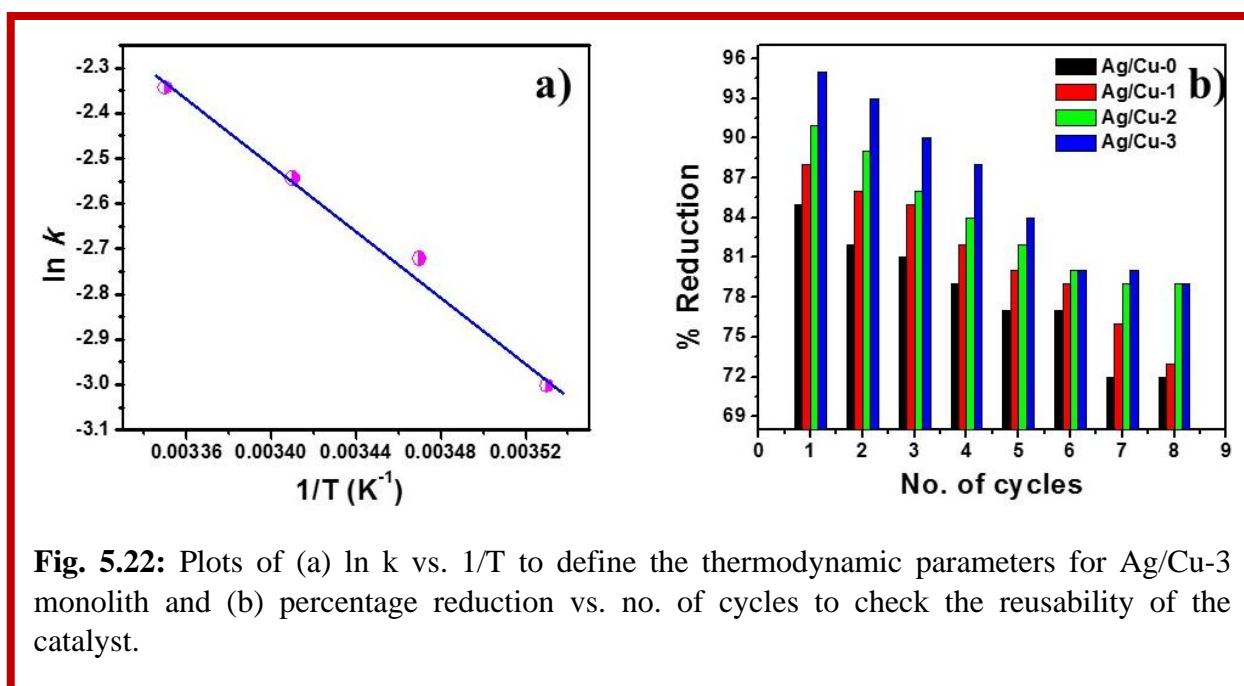 a)
ln k
-2.3
-2.4
-2.5
-2.6
-2.7
-2.8
-2.9
-3.0
-3.1
0.00336 0.00340 0.00344 0.00348 0.00352
1/T (K⁻¹)
b)
Ag/Cu-0
Ag/Cu-1
Ag/Cu-2
Ag/Cu-3
% Reduction
96
93
90
87
84
81
78
75
72
69
0 1 2 3 4 5 6 7 8 9
No. of cycles
Fig. 5.22: Plots of (a) ln k vs. 1/T to define the thermodynamic parameters for Ag/Cu-3
monolith and (b) percentage reduction vs. no. of cycles to check the reusability of the
catalyst.